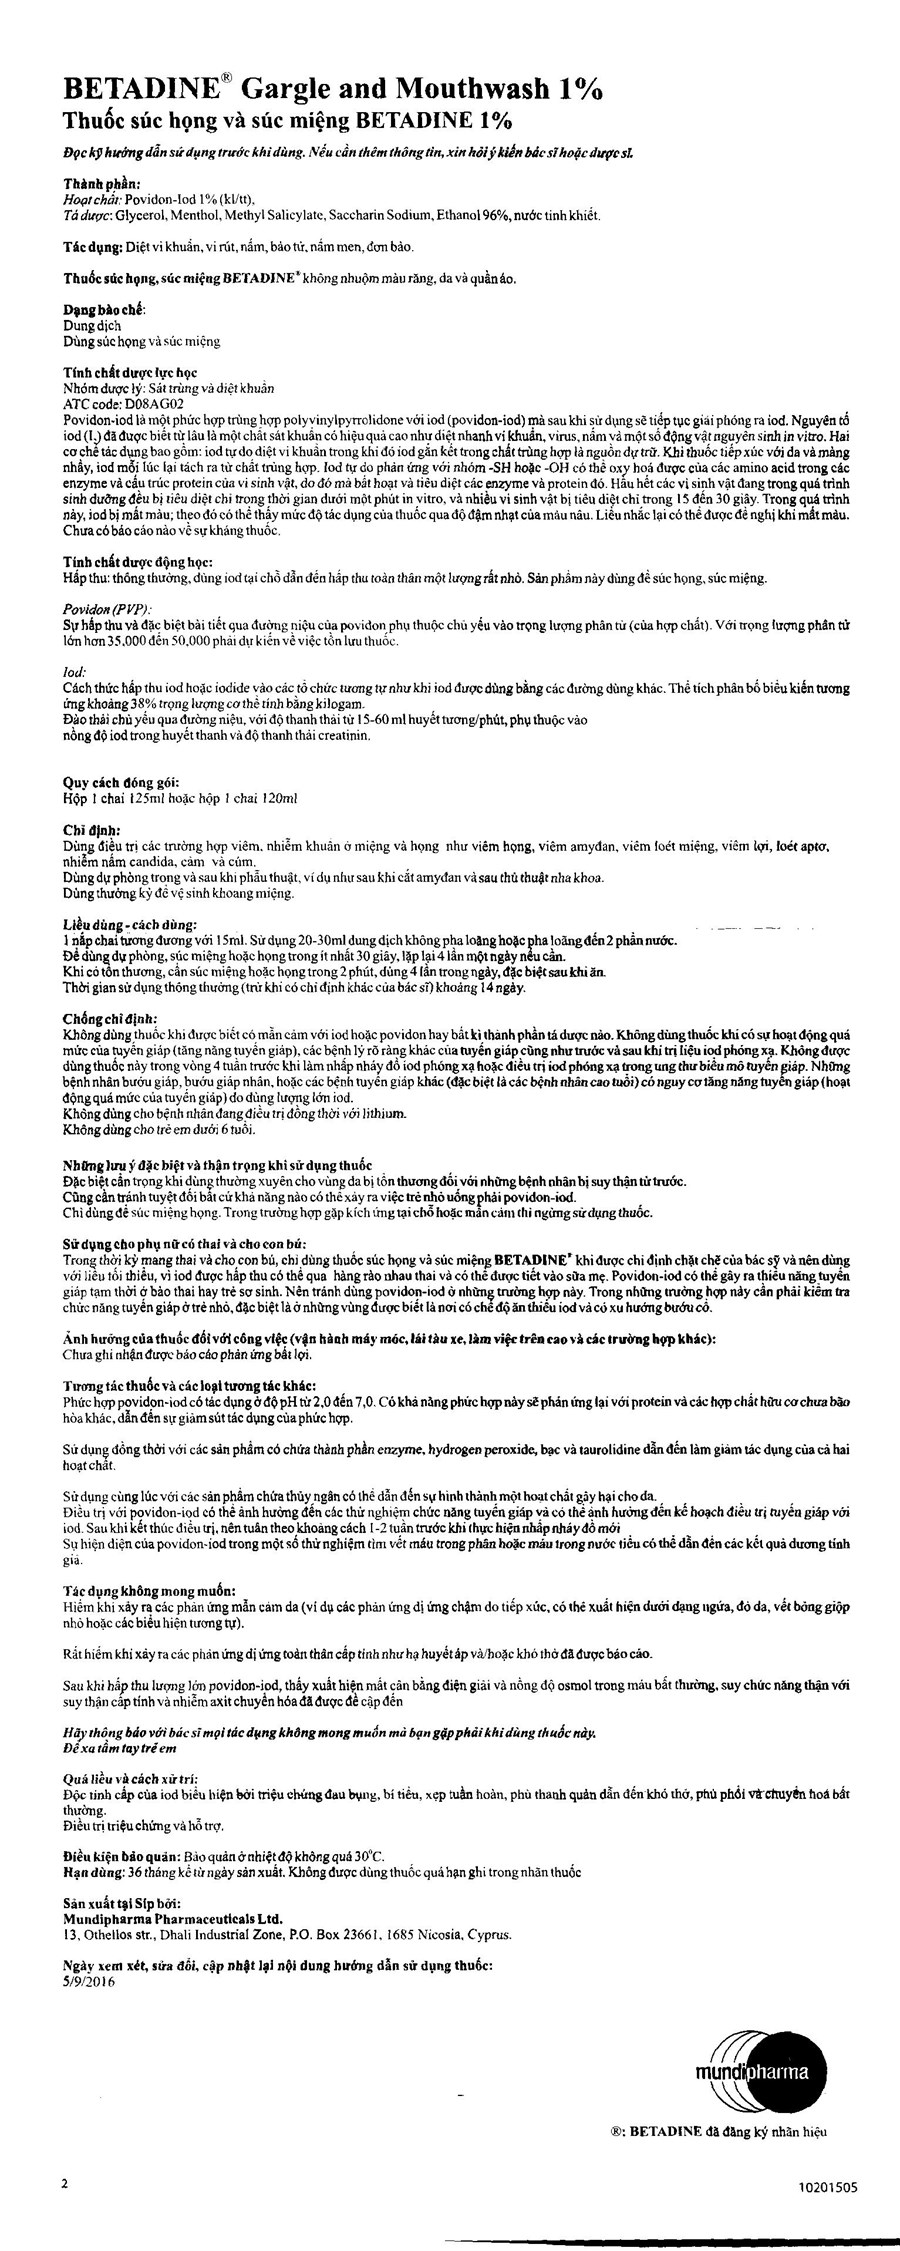 BETADINE® Gargle and Mouthwash 1%
Thuốc súc họng và súc miệng BETADINE 1%
Đọc kỹ hướng dẫn sử dụng trước khi dùng. Nếu cần thêm thông tin, xin hỏi ý kiến bác sĩ hoặc dược sĩ.
Thành phần:
Hoạt chất: Povidon-Iod 1% (kl/tt),
Tá dược: Glycerol, Menthol, Methyl Salicylate, Saccharin Sodium, Ethanol 96%, nước tinh khiết.
Tác dụng: Diệt vi khuẩn, vi rút, nấm, bào tử, nấm men, đơn bào.
Thuốc súc họng, súc miệng BETADINE® không nhuộm màu răng, da và quần áo.
Dạng bào chế:
Dung dịch
Dùng súc họng và súc miệng
Tính chất dược lực học
Nhóm dược lý: Sát trùng và diệt khuẩn
ATC code: D08AG02
Povidon-iod là một phức hợp trùng hợp polyvinylpyrrolidone với iod (povidon-iod) mà sau khi sử dụng sẽ tiếp tục giải phóng ra iod. Nguyên tố
iod (I₂) đã được biết từ lâu là một chất sát khuẩn có hiệu quả cao như diệt nhanh vi khuẩn, virus, nấm và một số động vật nguyên sinh in vitro. Hai
cơ chế tác dụng bao gồm: iod tự do diệt vi khuẩn trong khi đó iod gắn kết trong chất trùng hợp là nguồn dự trữ. Khi thuốc tiếp xúc với da và màng
nhầy, iod mỗi lúc lại tách ra từ chất trùng hợp. Iod tự do phản ứng với nhóm -SH hoặc -OH có thể oxy hoá được của các amino acid trong các
enzyme và cấu trúc protein của vi sinh vật, do đó mà bất hoạt và tiêu diệt các enzyme và protein đó. Hầu hết các vi sinh vật đang trong quá trình
sinh dưỡng đều bị tiêu diệt chỉ trong thời gian dưới một phút in vitro, và nhiều vi sinh vật bị tiêu diệt chỉ trong 15 đến 30 giây. Trong quá trình
này, iod bị mất màu; theo đó có thể thấy mức độ tác dụng của thuốc qua độ đậm nhạt của màu nâu. Liều nhắc lại có thể được đề nghị khi mất màu.
Chưa có báo cáo nào về sự kháng thuốc.
Tính chất dược động học:
Hấp thu: thông thường, dùng iod tại chỗ dẫn đến hấp thu toàn thân một lượng rất nhỏ. Sản phẩm này dùng để súc họng, súc miệng.
Povidon (PVP):
Sự hấp thu và đặc biệt bài tiết qua đường niệu của povidon phụ thuộc chủ yếu vào trọng lượng phân tử (của hợp chất). Với trọng lượng phân tử
lớn hơn 35.000 đến 50.000 phải dự kiến về việc tồn lưu thuốc.
Iod:
Cách thức hấp thu iod hoặc iodide vào các tổ chức tương tự như khi iod được dùng bằng các đường dùng khác. Thể tích phân bố biểu kiến tương
ứng khoảng 38% trọng lượng cơ thể tính bằng kilogam.
Đào thải chủ yếu qua đường niệu, với độ thanh thải từ 15-60 ml huyết tương/phút, phụ thuộc vào
nồng độ iod trong huyết thanh và độ thanh thải creatinin.
Quy cách đóng gói:
Hộp 1 chai 125ml hoặc hộp 1 chai 120ml
Chỉ định:
Dùng điều trị các trường hợp viêm, nhiễm khuẩn ở miệng và họng như viêm họng, viêm amyđan, viêm loét miệng, viêm lợi, loét aptơ,
nhiễm nấm candida, cảm và cúm.
Dùng dự phòng trong và sau khi phẫu thuật, ví dụ như sau khi cắt amyđan và sau thủ thuật nha khoa.
Dùng thường kỳ để vệ sinh khoang miệng.
Liều dùng - cách dùng:
1 nắp chai tương đương với 15ml. Sử dụng 20-30ml dung dịch không pha loãng hoặc pha loãng đến 2 phần nước.
Để dùng dự phòng, súc miệng hoặc họng trong ít nhất 30 giây, lặp lại 4 lần một ngày nếu cần.
Khi có tổn thương, cần súc miệng hoặc họng trong 2 phút, dùng 4 lần trong ngày, đặc biệt sau khi ăn.
Thời gian sử dụng thông thường (trừ khi có chỉ định khác của bác sĩ) khoảng 14 ngày.
Chống chỉ định:
Không dùng thuốc khi được biết có mẫn cảm với iod hoặc povidon hay bất kì thành phần tá dược nào. Không dùng thuốc khi có sự hoạt động quá
mức của tuyến giáp (tăng năng tuyến giáp), các bệnh lý rõ ràng khác của tuyến giáp cũng như trước và sau khi trị liệu iod phóng xạ. Không được
dùng thuốc này trong vòng 4 tuần trước khi làm nhấp nháy đồ iod phóng xạ hoặc điều trị iod phóng xạ trong ung thư biểu mô tuyến giáp. Những
bệnh nhân bướu giáp, bướu giáp nhân, hoặc các bệnh tuyến giáp khác (đặc biệt là các bệnh nhân cao tuổi) có nguy cơ tăng năng tuyến giáp (hoạt
động quá mức của tuyến giáp) do dùng lượng lớn iod.
Không dùng cho bệnh nhân đang điều trị đồng thời với lithium.
Không dùng cho trẻ em dưới 6 tuổi.
Những lưu ý đặc biệt và thận trọng khi sử dụng thuốc
Đặc biệt cẩn trọng khi dùng thường xuyên cho vùng da bị tổn thương đối với những bệnh nhân bị suy thận từ trước.
Cũng cần tránh tuyệt đối bất cứ khả năng nào có thể xảy ra việc trẻ nhỏ uống phải povidon-iod.
Chỉ dùng để súc miệng họng. Trong trường hợp gặp kích ứng tại chỗ hoặc mẫn cảm thì ngừng sử dụng thuốc.
Sử dụng cho phụ nữ có thai và cho con bú:
Trong thời kỳ mang thai và cho con bú, chỉ dùng thuốc súc họng và súc miệng BETADINE® khi được chỉ định chặt chẽ của bác sỹ và nên dùng
với liều tối thiểu, vì iod được hấp thu có thể qua hàng rào nhau thai và có thể được tiết vào sữa mẹ. Povidon-iod có thể gây ra thiểu năng tuyến
giáp tạm thời ở bào thai hay trẻ sơ sinh. Nên tránh dùng povidon-iod ở những trường hợp này. Trong những trường hợp này cần phải kiểm tra
chức năng tuyến giáp ở trẻ nhỏ, đặc biệt là ở những vùng được biết là nơi có chế độ ăn thiếu iod và có xu hướng bướu cổ.
Ảnh hưởng của thuốc đối với công việc (vận hành máy móc, lái tàu xe, làm việc trên cao và các trường hợp khác):
Chưa ghi nhận được báo cáo phản ứng bất lợi.
Tương tác thuốc và các loại tương tác khác:
Phức hợp povidon-iod có tác dụng ở độ pH từ 2,0 đến 7,0. Có khả năng phức hợp này sẽ phản ứng lại với protein và các hợp chất hữu cơ chưa bão
hòa khác, dẫn đến sự giảm sút tác dụng của phức hợp.
Sử dụng đồng thời với các sản phẩm có chứa thành phần enzyme, hydrogen peroxide, bạc và taurolidine dẫn đến làm giảm tác dụng của cả hai
hoạt chất.
Sử dụng cùng lúc với các sản phẩm chứa thủy ngân có thể dẫn đến sự hình thành một hoạt chất gây hại cho da.
Điều trị với povidon-iod có thể ảnh hưởng đến các thử nghiệm chức năng tuyến giáp và có thể ảnh hưởng đến kế hoạch điều trị tuyến giáp với
iod. Sau khi kết thúc điều trị, nên tuân theo khoảng cách 1-2 tuần trước khi thực hiện nhấp nháy đồ mới
Sự hiện diện của povidon-iod trong một số thử nghiệm tìm vết máu trong phân hoặc máu trong nước tiểu có thể dẫn đến các kết quả dương tính
giả.
Tác dụng không mong muốn:
Hiếm khi xảy ra các phản ứng mẫn cảm da (ví dụ các phản ứng dị ứng chậm do tiếp xúc, có thể xuất hiện dưới dạng ngứa, đỏ da, vết bỏng giộp
nhỏ hoặc các biểu hiện tương tự).
Rất hiếm khi xảy ra các phản ứng dị ứng toàn thân cấp tính như hạ huyết áp và/hoặc khó thở đã được báo cáo.
Sau khi hấp thu lượng lớn povidon-iod, thấy xuất hiện mất cân bằng điện giải và nồng độ osmol trong máu bất thường, suy chức năng thận với
suy thận cấp tính và nhiễm axit chuyển hóa đã được đề cập đến
Hãy thông báo với bác sĩ mọi tác dụng không mong muốn mà bạn gặp phải khi dùng thuốc này.
Để xa tầm tay trẻ em
Quá liều và cách xử trí:
Độc tính cấp của iod biểu hiện bởi triệu chứng đau bụng, bí tiểu, xẹp tuần hoàn, phù thanh quản dẫn đến khó thở, phù phổi và chuyển hoá bất
thường.
Điều trị triệu chứng và hỗ trợ.
Điều kiện bảo quản: Bảo quản ở nhiệt độ không quá 30°C.
Hạn dùng: 36 tháng kể từ ngày sản xuất. Không được dùng thuốc quá hạn ghi trong nhãn thuốc
Sản xuất tại Síp bởi:
Mundipharma Pharmaceuticals Ltd.
13, Othellos str., Dhali Industrial Zone, P.O. Box 23661, 1685 Nicosia, Cyprus.
Ngày xem xét, sửa đổi, cập nhật lại nội dung hướng dẫn sử dụng thuốc:
5/9/2016
mundipharma
®: BETADINE đã đăng ký nhãn hiệu
2
10201505